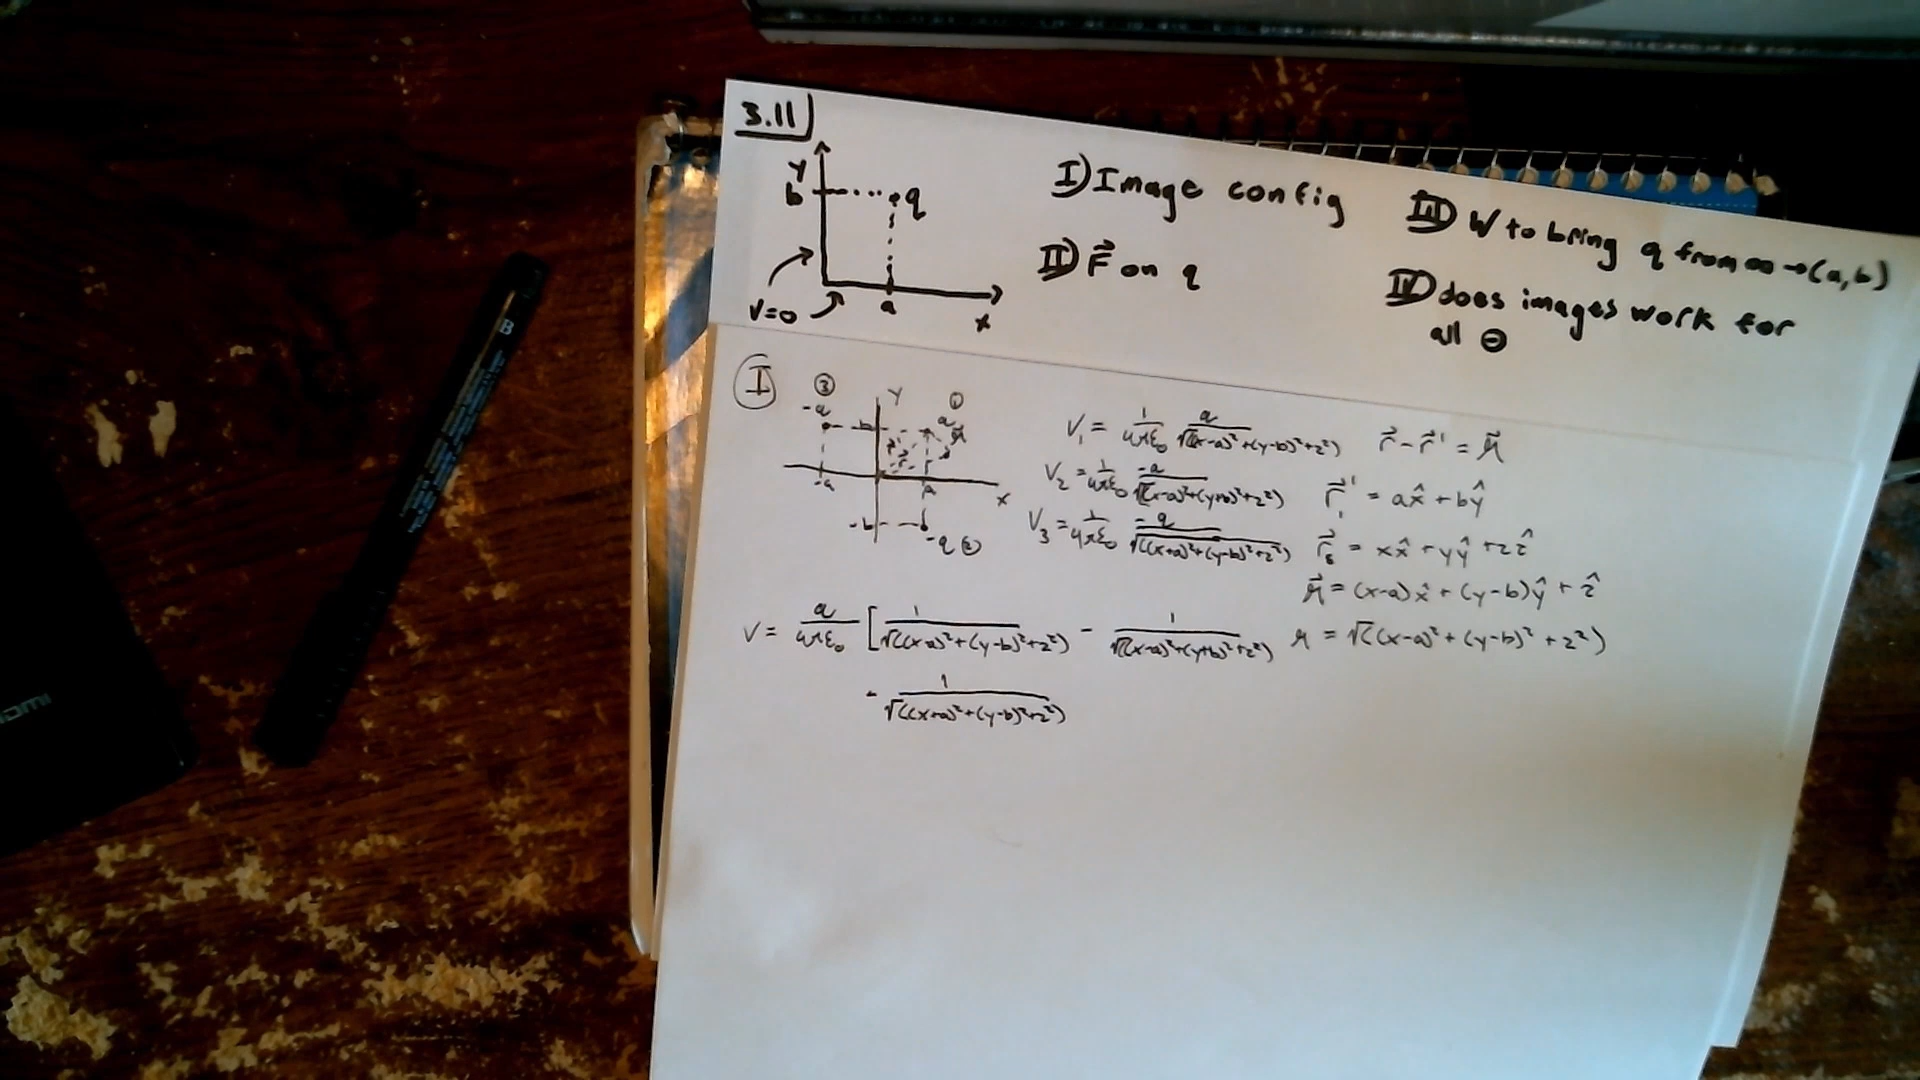 3.11
y
b q
V=0 a x
I) Image config
II) F⃗ on q
III) W to bring q from ∞→(a,b)
IV) does images work for
all Θ
I
③ y ①
-q b q 𝓇⃗
-a a x
-b -q ②
V₁ = 1/(4πε₀) q/√((x-a)²+(y-b)²+z²)
V₂ = 1/(4πε₀) -q/√((x-a)²+(y+b)²+z²)
V₃ = 1/(4πε₀) -q/√((x+a)²+(y-b)²+z²)
r⃗ - r⃗' = 𝓇⃗
r⃗₁' = ax̂ + bŷ
= xx̂ + yŷ + zẑ
𝓇⃗ = (x-a)x̂ + (y-b)ŷ + ẑ
𝓇 = √((x-a)² + (y-b)² + z²)
V = q/(4πε₀) [1/√((x-a)²+(y-b)²+z²) - 1/√((x-a)²+(y+b)²+z²)
- 1/√((x+a)²+(y-b)²+z²)
B